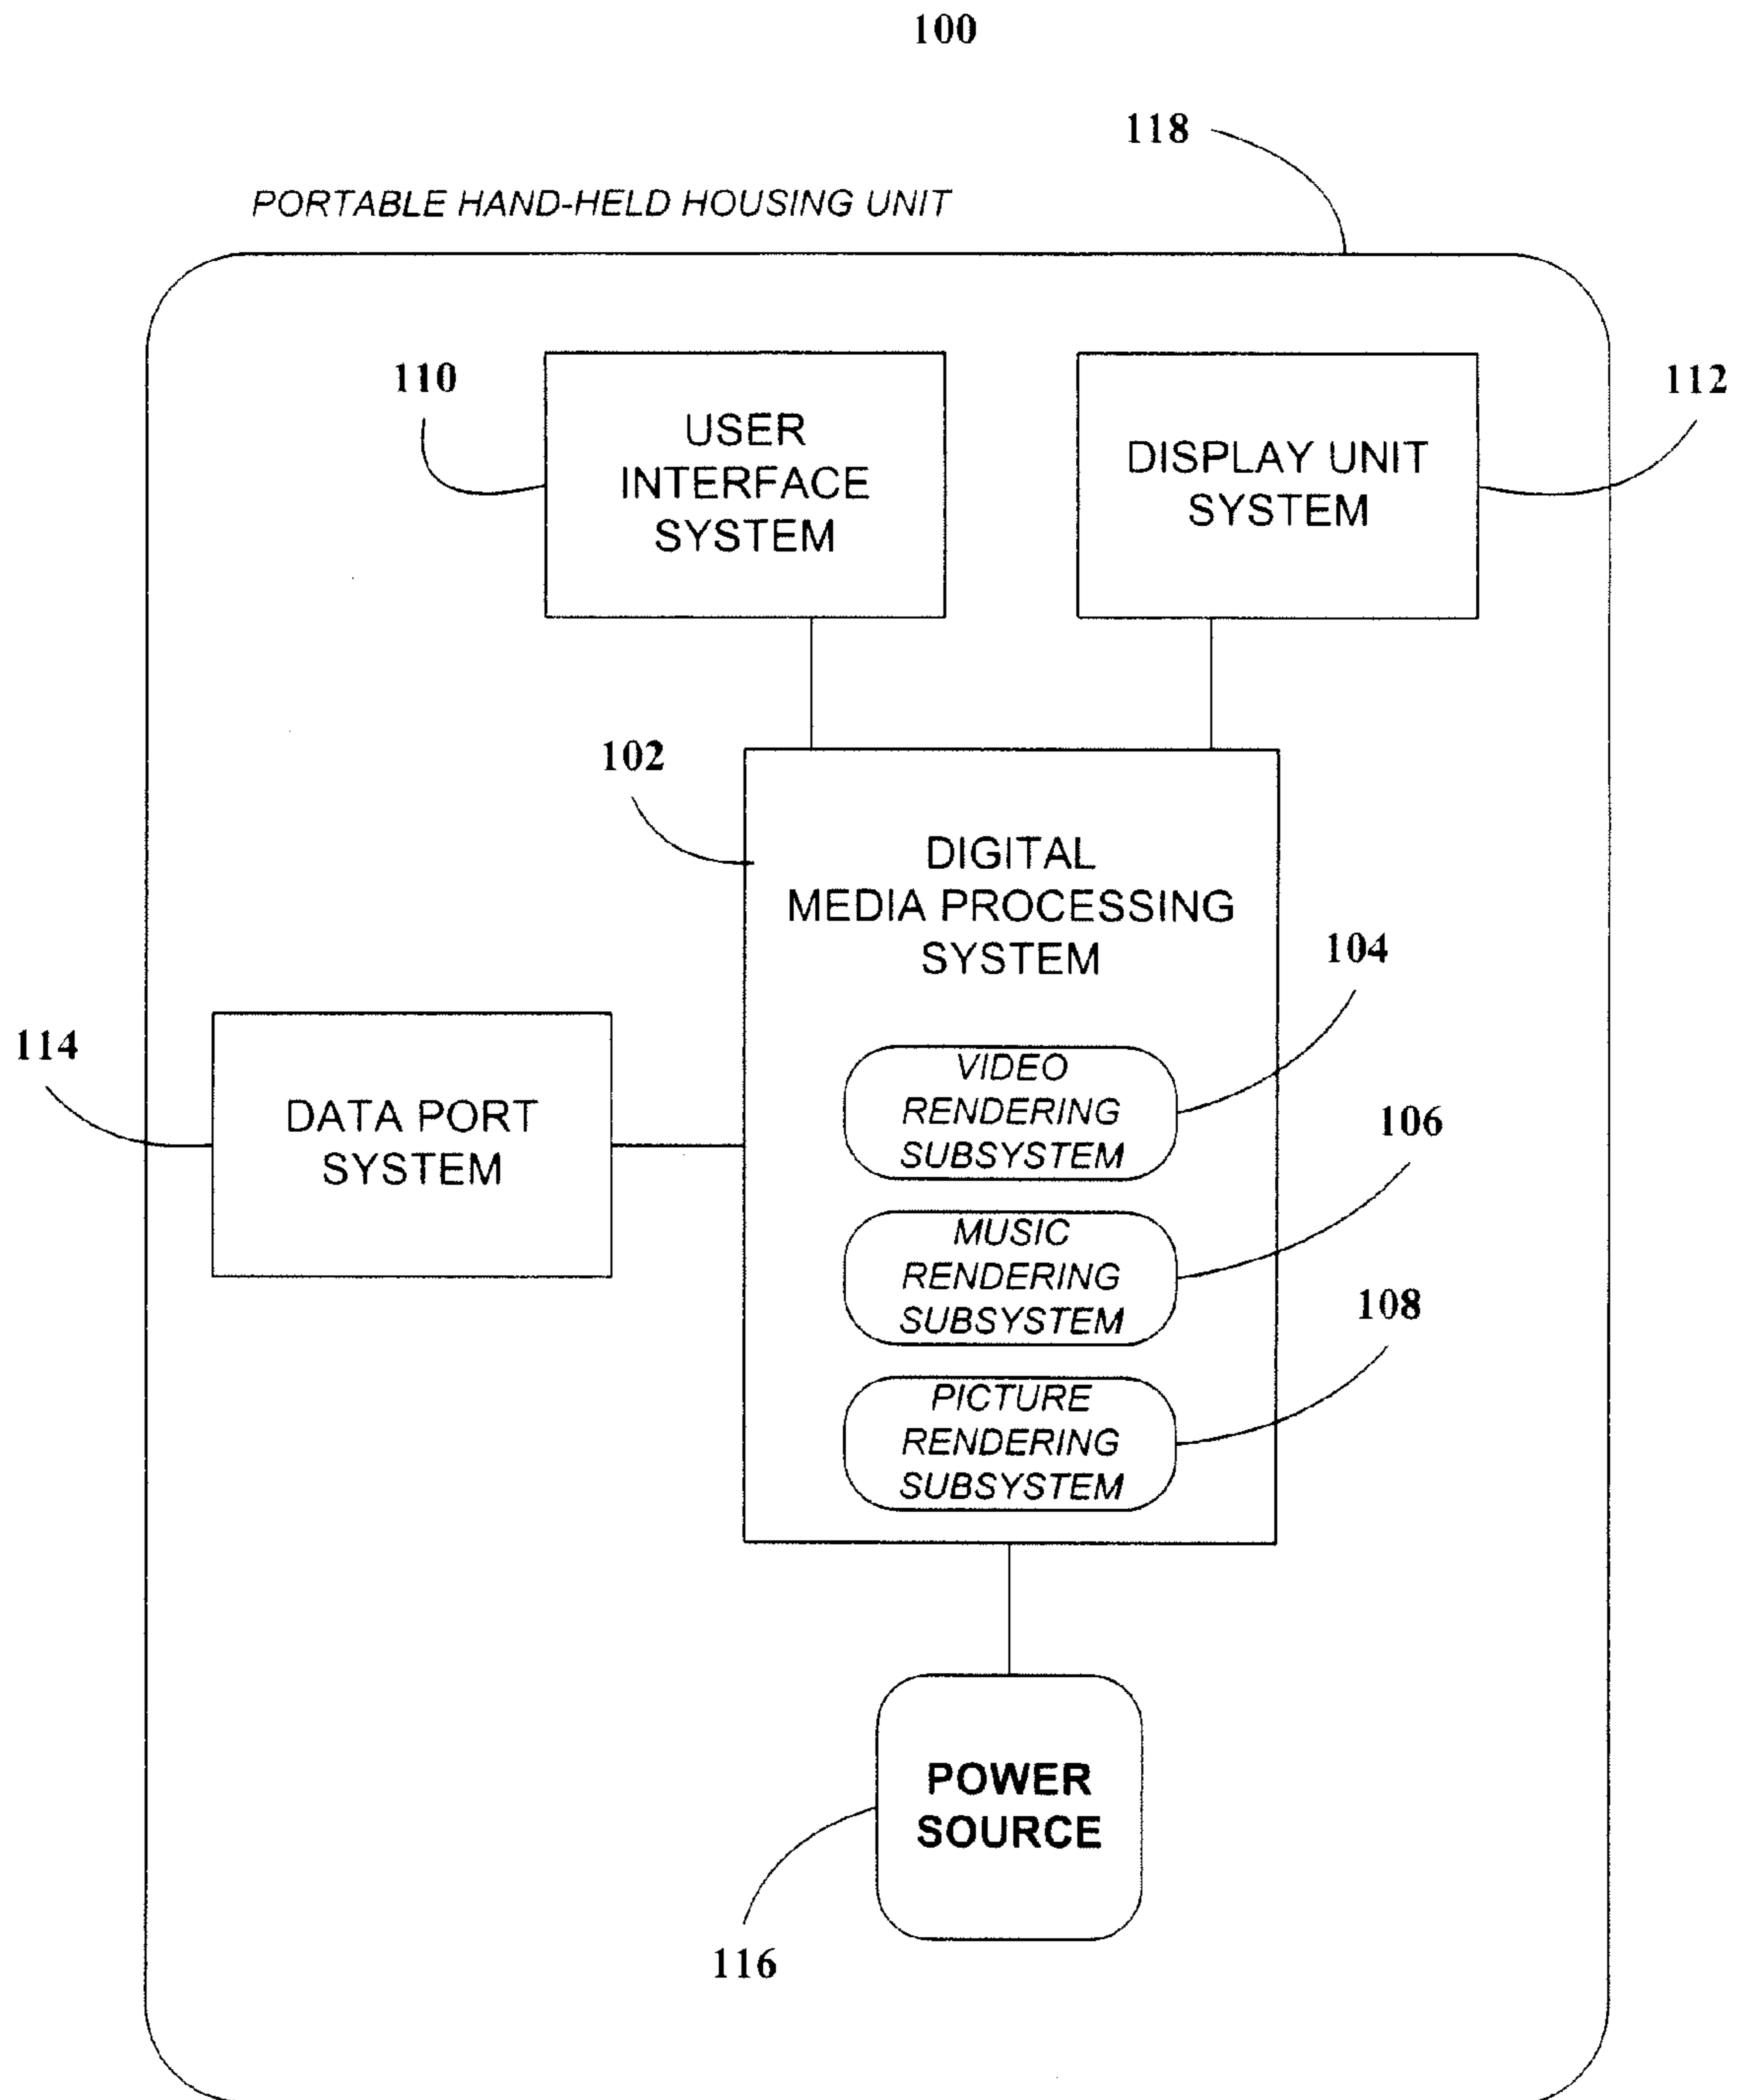 100
118
PORTABLE HAND-HELD HOUSING UNIT
110
USER
INTERFACE
SYSTEM
DISPLAY UNIT
SYSTEM
112
102
DIGITAL
MEDIA PROCESSING
SYSTEM
104
114
DATA PORT
SYSTEM
VIDEO
RENDERING
SUBSYSTEM
106
MUSIC
RENDERING
SUBSYSTEM
108
PICTURE
RENDERING
SUBSYSTEM
POWER
SOURCE
116